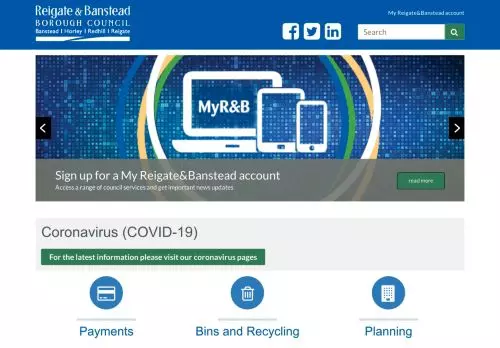 Reigate & Banstead
BOROUGH COUNCIL
Banstead | Horley | Redhill | Reigate
My Reigate&Banstead account
Search
MyR&B
Sign up for a My Reigate&Banstead account
Access a range of council services and get important news updates
read more
Coronavirus (COVID-19)
For the latest information please visit our coronavirus pages
Payments
Bins and Recycling
Planning